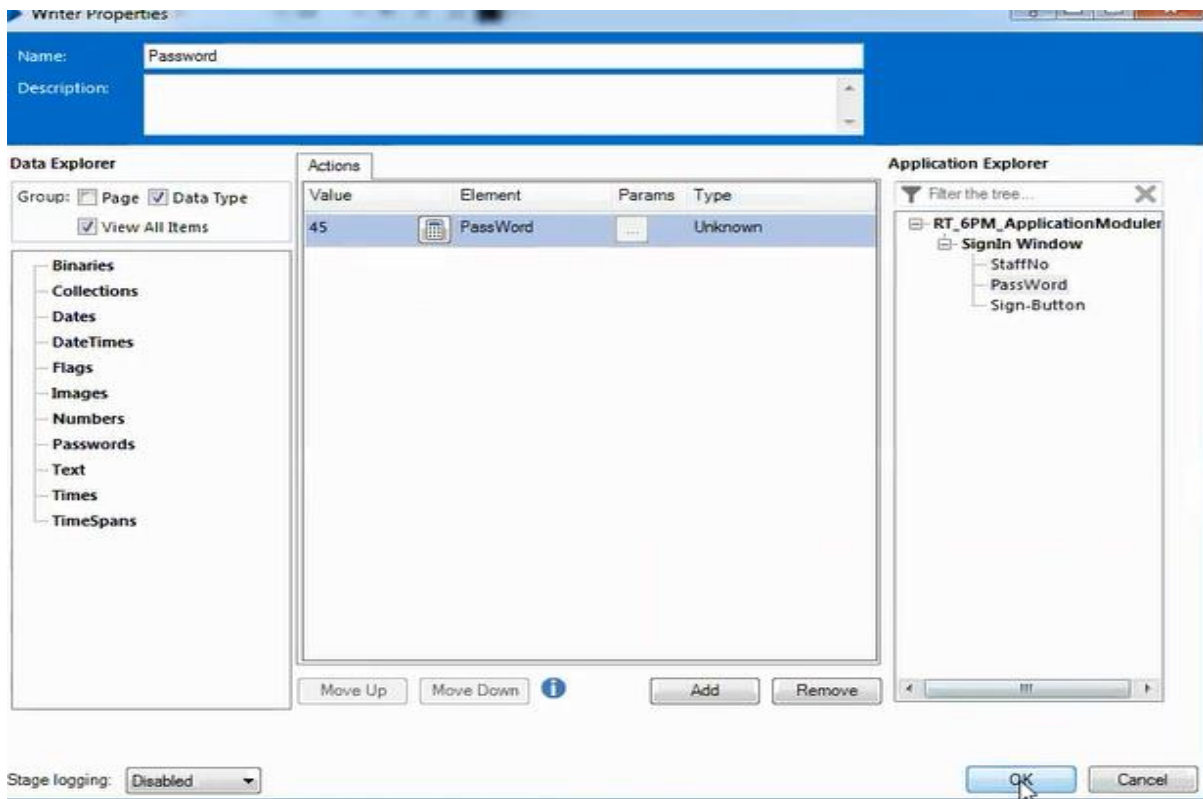 Writer Properties
Name: Password
Description:
Data Explorer
Group: Page Data Type
View All Items
Binaries
Collections
Dates
DateTimes
Flags
Images
Numbers
Passwords
Text
Times
TimeSpans
Actions
Value Element Params Type
45 PassWord ... Unknown
Move Up Move Down i Add Remove
Application Explorer
Filter the tree...
RT_6PM_ApplicationModuler
SignIn Window
StaffNo
PassWord
Sign-Button
Stage logging: Disabled
OK Cancel